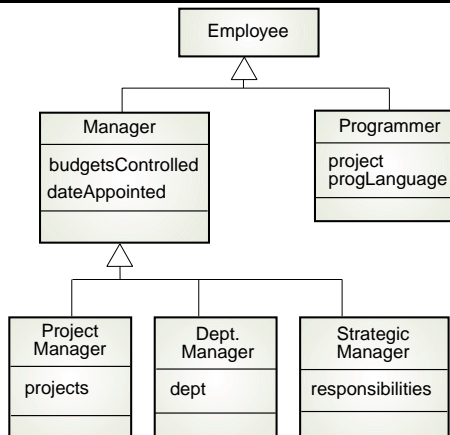 Employee
Manager
budgetsControlled
dateAppointed
Programmer
project
progLanguage
Project
Manager
projects
Dept.
Manager
dept
Strategic
Manager
responsibilities